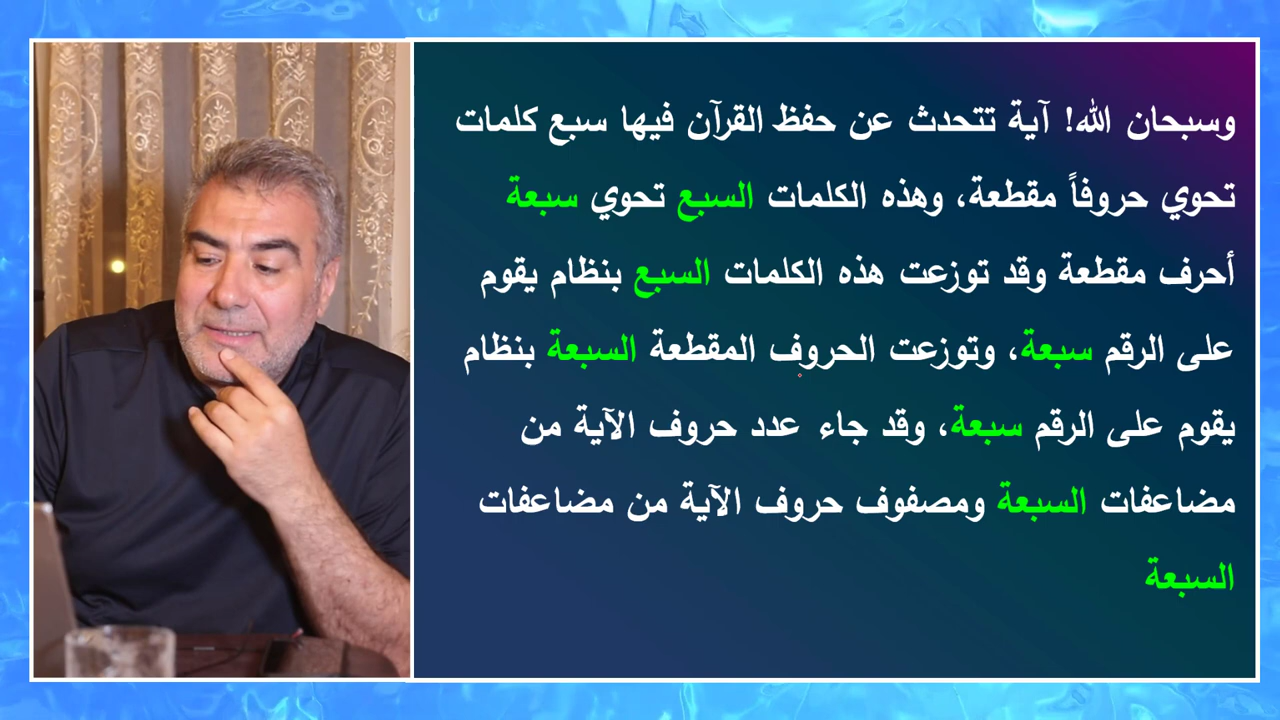 وسبحان الله! آية تتحدث عن حفظ القرآن فيها سبع كلمات
تحوي حروفاً مقطعة، وهذه الكلمات السبع تحوي سبعة
أحرف مقطعة وقد توزعت هذه الكلمات السبع بنظام يقوم
على الرقم سبعة، وتوزعت الحروف المقطعة السبعة بنظام
يقوم على الرقم سبعة، وقد جاء عدد حروف الآية من
مضاعفات السبعة ومصفوف حروف الآية من مضاعفات
السبعة